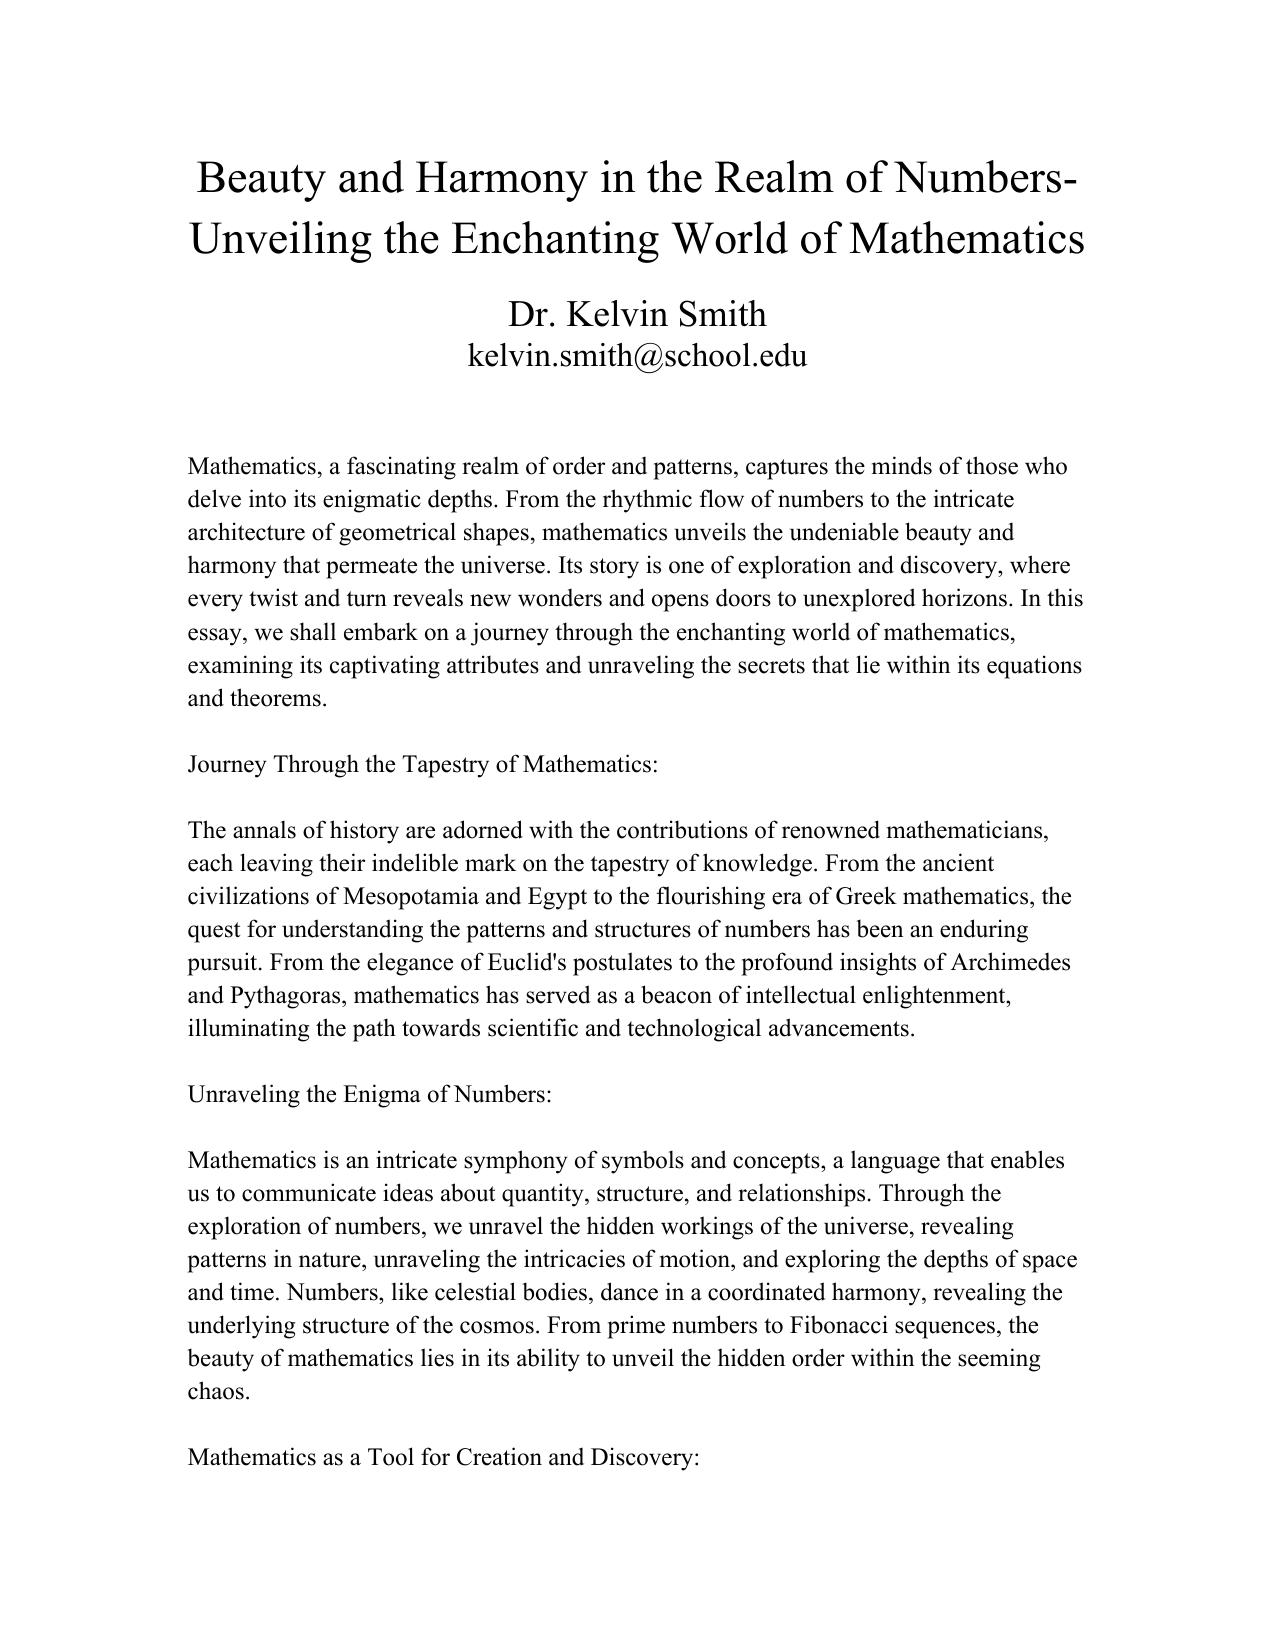 Beauty and Harmony in the Realm of Numbers-
Unveiling the Enchanting World of Mathematics
Dr. Kelvin Smith
kelvin.smith@school.edu
Mathematics, a fascinating realm of order and patterns, captures the minds of those who
delve into its enigmatic depths. From the rhythmic flow of numbers to the intricate
architecture of geometrical shapes, mathematics unveils the undeniable beauty and
harmony that permeate the universe. Its story is one of exploration and discovery, where
every twist and turn reveals new wonders and opens doors to unexplored horizons. In this
essay, we shall embark on a journey through the enchanting world of mathematics,
examining its captivating attributes and unraveling the secrets that lie within its equations
and theorems.
Journey Through the Tapestry of Mathematics:
The annals of history are adorned with the contributions of renowned mathematicians,
each leaving their indelible mark on the tapestry of knowledge. From the ancient
civilizations of Mesopotamia and Egypt to the flourishing era of Greek mathematics, the
quest for understanding the patterns and structures of numbers has been an enduring
pursuit. From the elegance of Euclid's postulates to the profound insights of Archimedes
and Pythagoras, mathematics has served as a beacon of intellectual enlightenment,
illuminating the path towards scientific and technological advancements.
Unraveling the Enigma of Numbers:
Mathematics is an intricate symphony of symbols and concepts, a language that enables
us to communicate ideas about quantity, structure, and relationships. Through the
exploration of numbers, we unravel the hidden workings of the universe, revealing
patterns in nature, unraveling the intricacies of motion, and exploring the depths of space
and time. Numbers, like celestial bodies, dance in a coordinated harmony, revealing the
underlying structure of the cosmos. From prime numbers to Fibonacci sequences, the
beauty of mathematics lies in its ability to unveil the hidden order within the seeming
chaos.
Mathematics as a Tool for Creation and Discovery: